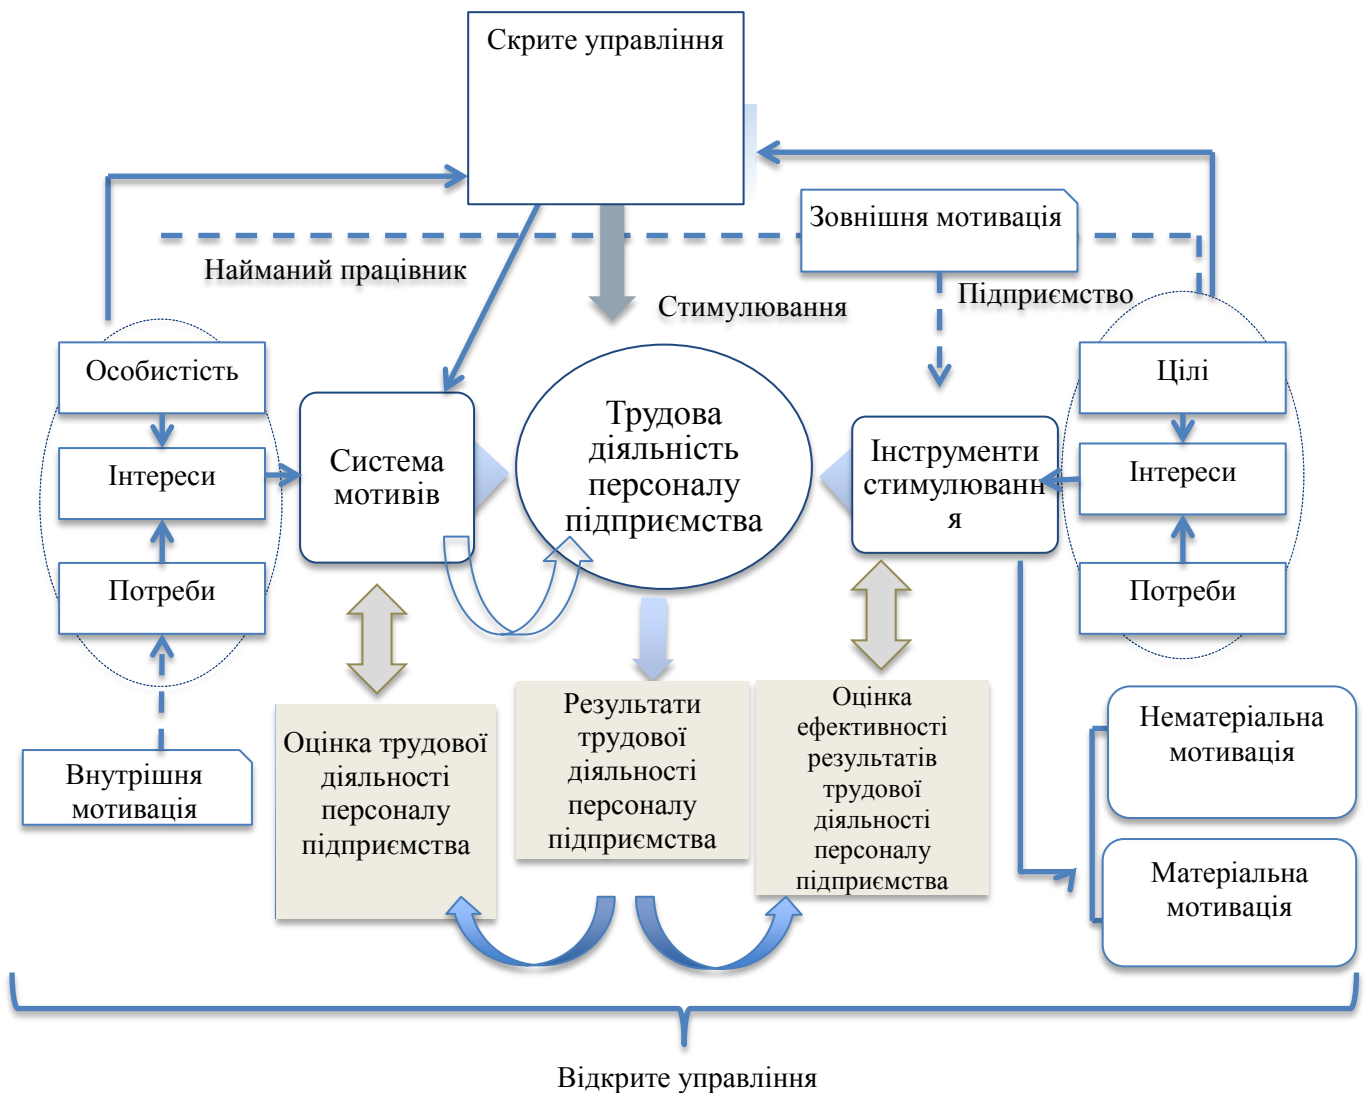 Скрите управління
Зовнішня мотивація
Найманий працівник
Підприємство
Стимулювання
Особистість
Інтереси
Потреби
Система
мотивів
Трудова
діяльність
персоналу
підприємства
Інструменти
стимулюванн
я
Цілі
Інтереси
Потреби
Внутрішня
мотивація
Оцінка трудової
діяльності
персоналу
підприємства
Результати
трудової
діяльності
персоналу
підприємства
Оцінка
ефективності
результатів
трудової
діяльності
персоналу
підприємства
Нематеріальна
мотивація
Матеріальна
мотивація
Відкрите управління